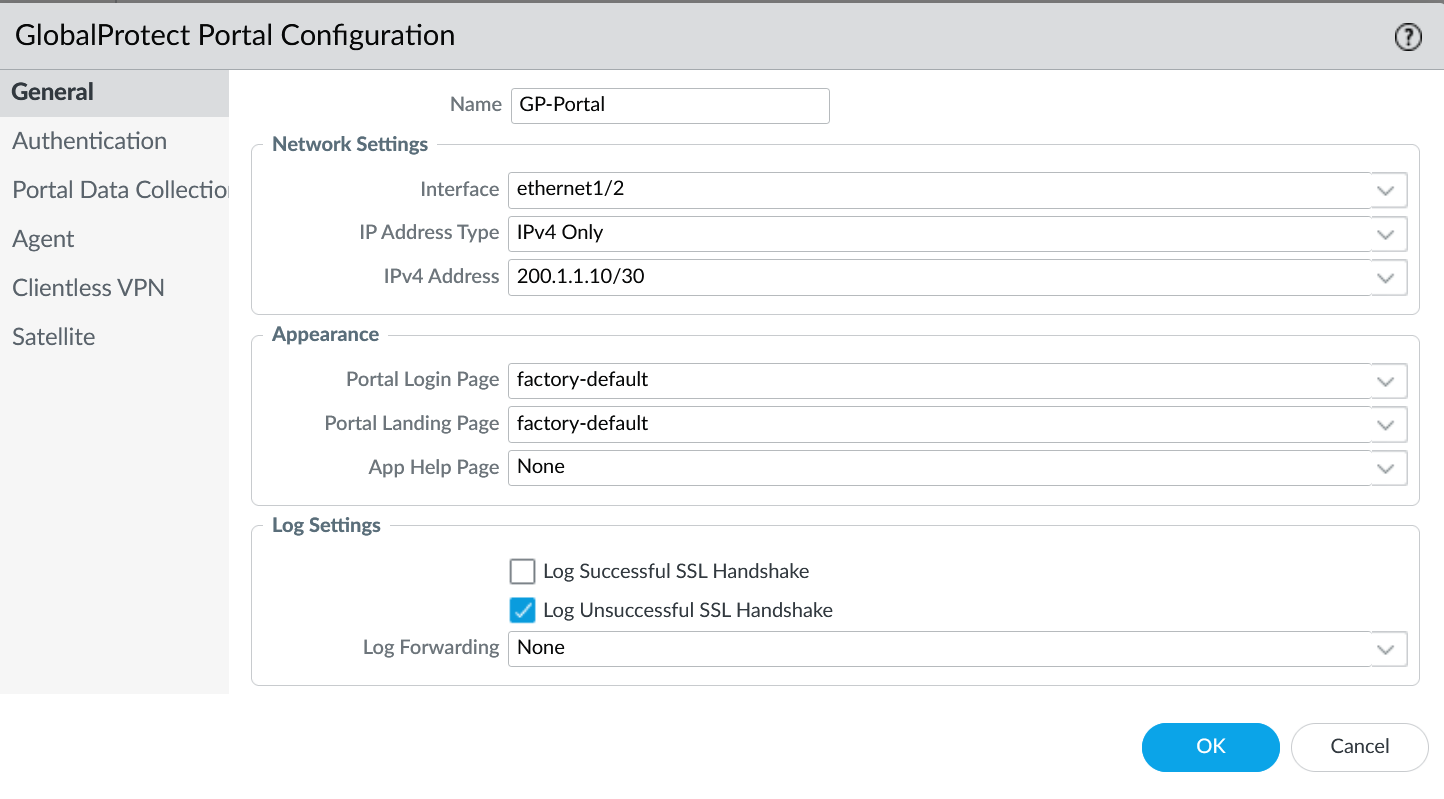 GlobalProtect Portal Configuration
?
General
Authentication
Portal Data Collectio
Agent
Clientless VPN
Satellite
Name GP-Portal
Network Settings
Interface ethernet1/2
IP Address Type IPv4 Only
IPv4 Address 200.1.1.10/30
Appearance
Portal Login Page factory-default
Portal Landing Page factory-default
App Help Page None
Log Settings
Log Successful SSL Handshake
Log Unsuccessful SSL Handshake
Log Forwarding None
OK Cancel